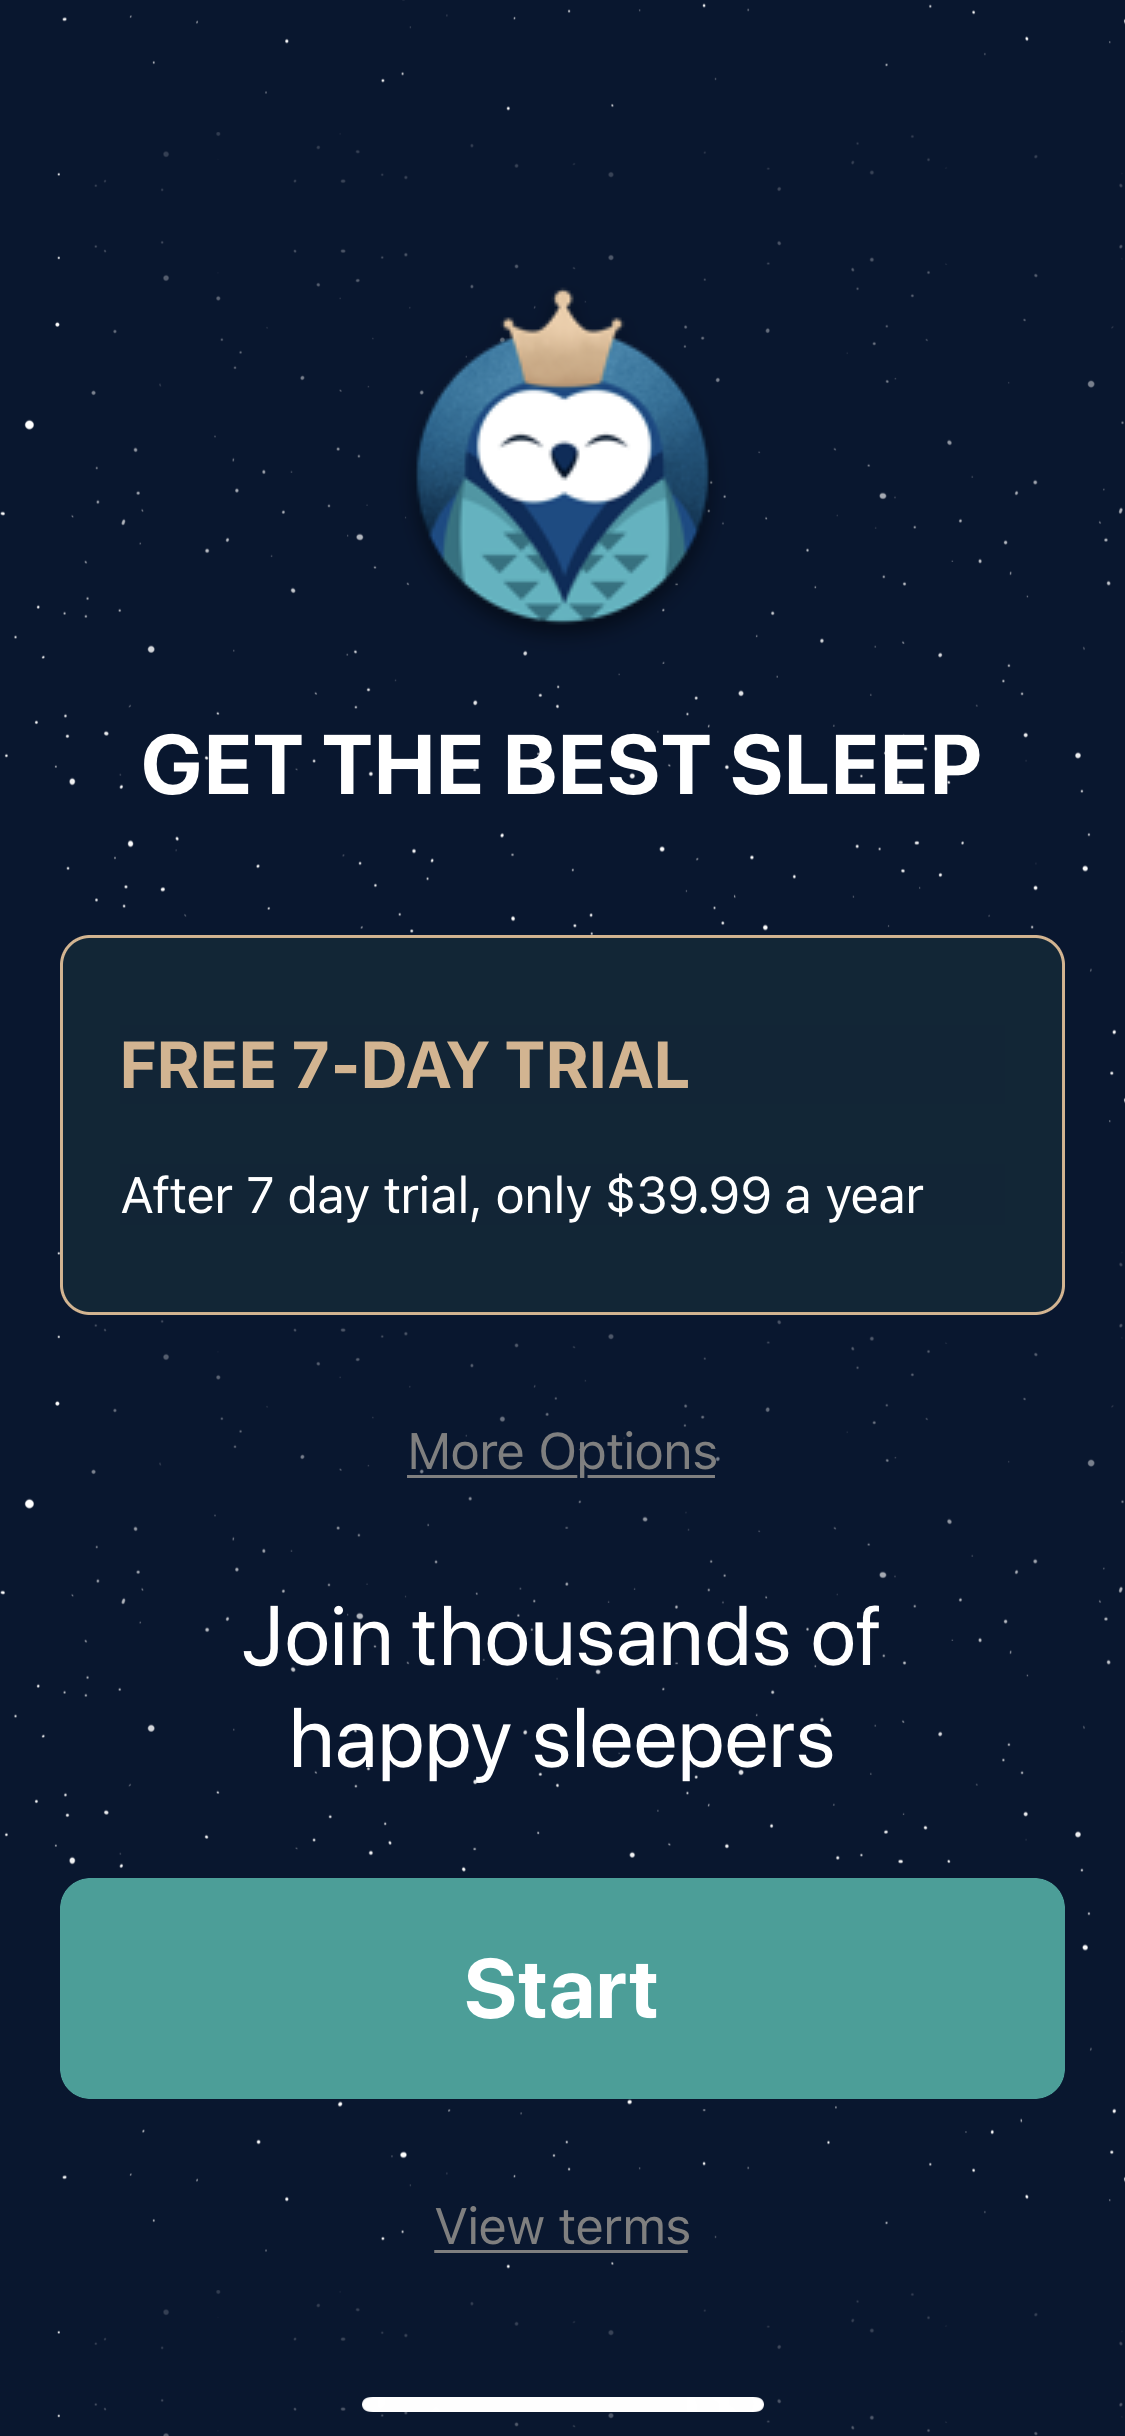 GET THE BEST SLEEP
FREE 7-DAY TRIAL
After 7 day trial, only $39.99 a year
More Options
Join thousands of
happy sleepers
Start
View terms